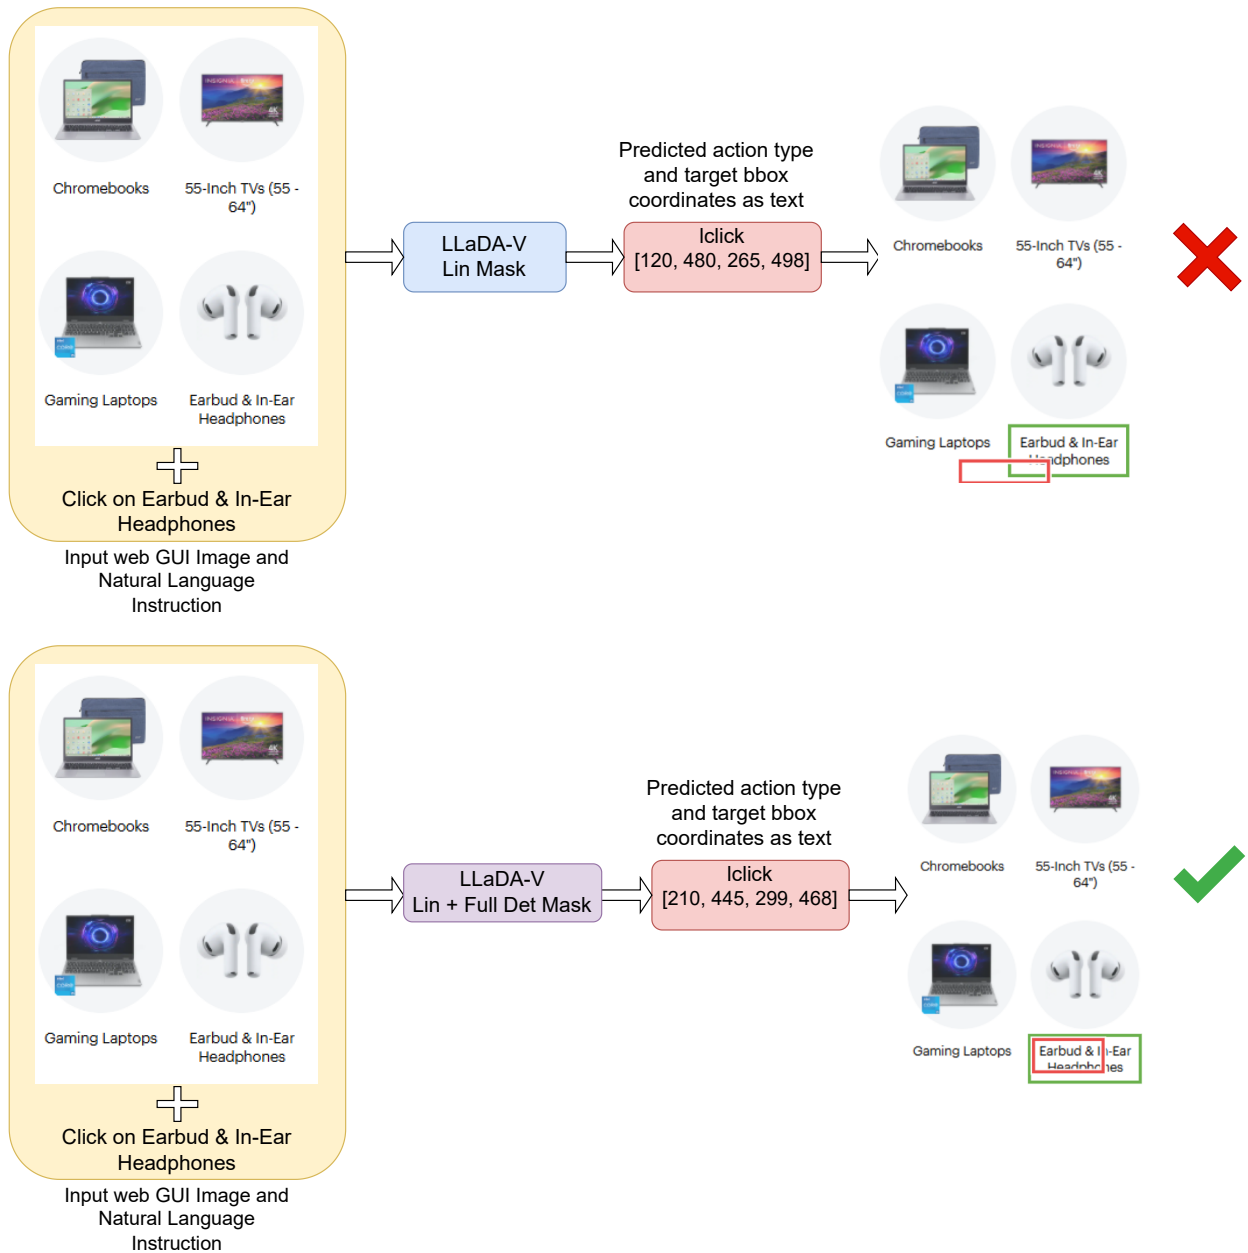 Chromebooks
55-Inch TVs (55 -
64")
Gaming Laptops
Earbud & In-Ear
Headphones
Click on Earbud & In-Ear
Headphones
Input web GUI Image and
Natural Language
Instruction
LLaDA-V
Lin Mask
Predicted action type
and target bbox
coordinates as text
lclick
[120, 480, 265, 498]
Chromebooks
55-Inch TVs (55 -
64")
Gaming Laptops
Earbud & In-Ear
Headphones
Chromebooks
55-Inch TVs (55 -
64")
Gaming Laptops
Earbud & In-Ear
Headphones
Click on Earbud & In-Ear
Headphones
Input web GUI Image and
Natural Language
Instruction
LLaDA-V
Lin + Full Det Mask
Predicted action type
and target bbox
coordinates as text
lclick
[210, 445, 299, 468]
Chromebooks
55-Inch TVs (55 -
64")
Gaming Laptops
Earbud & In-Ear
Headphones